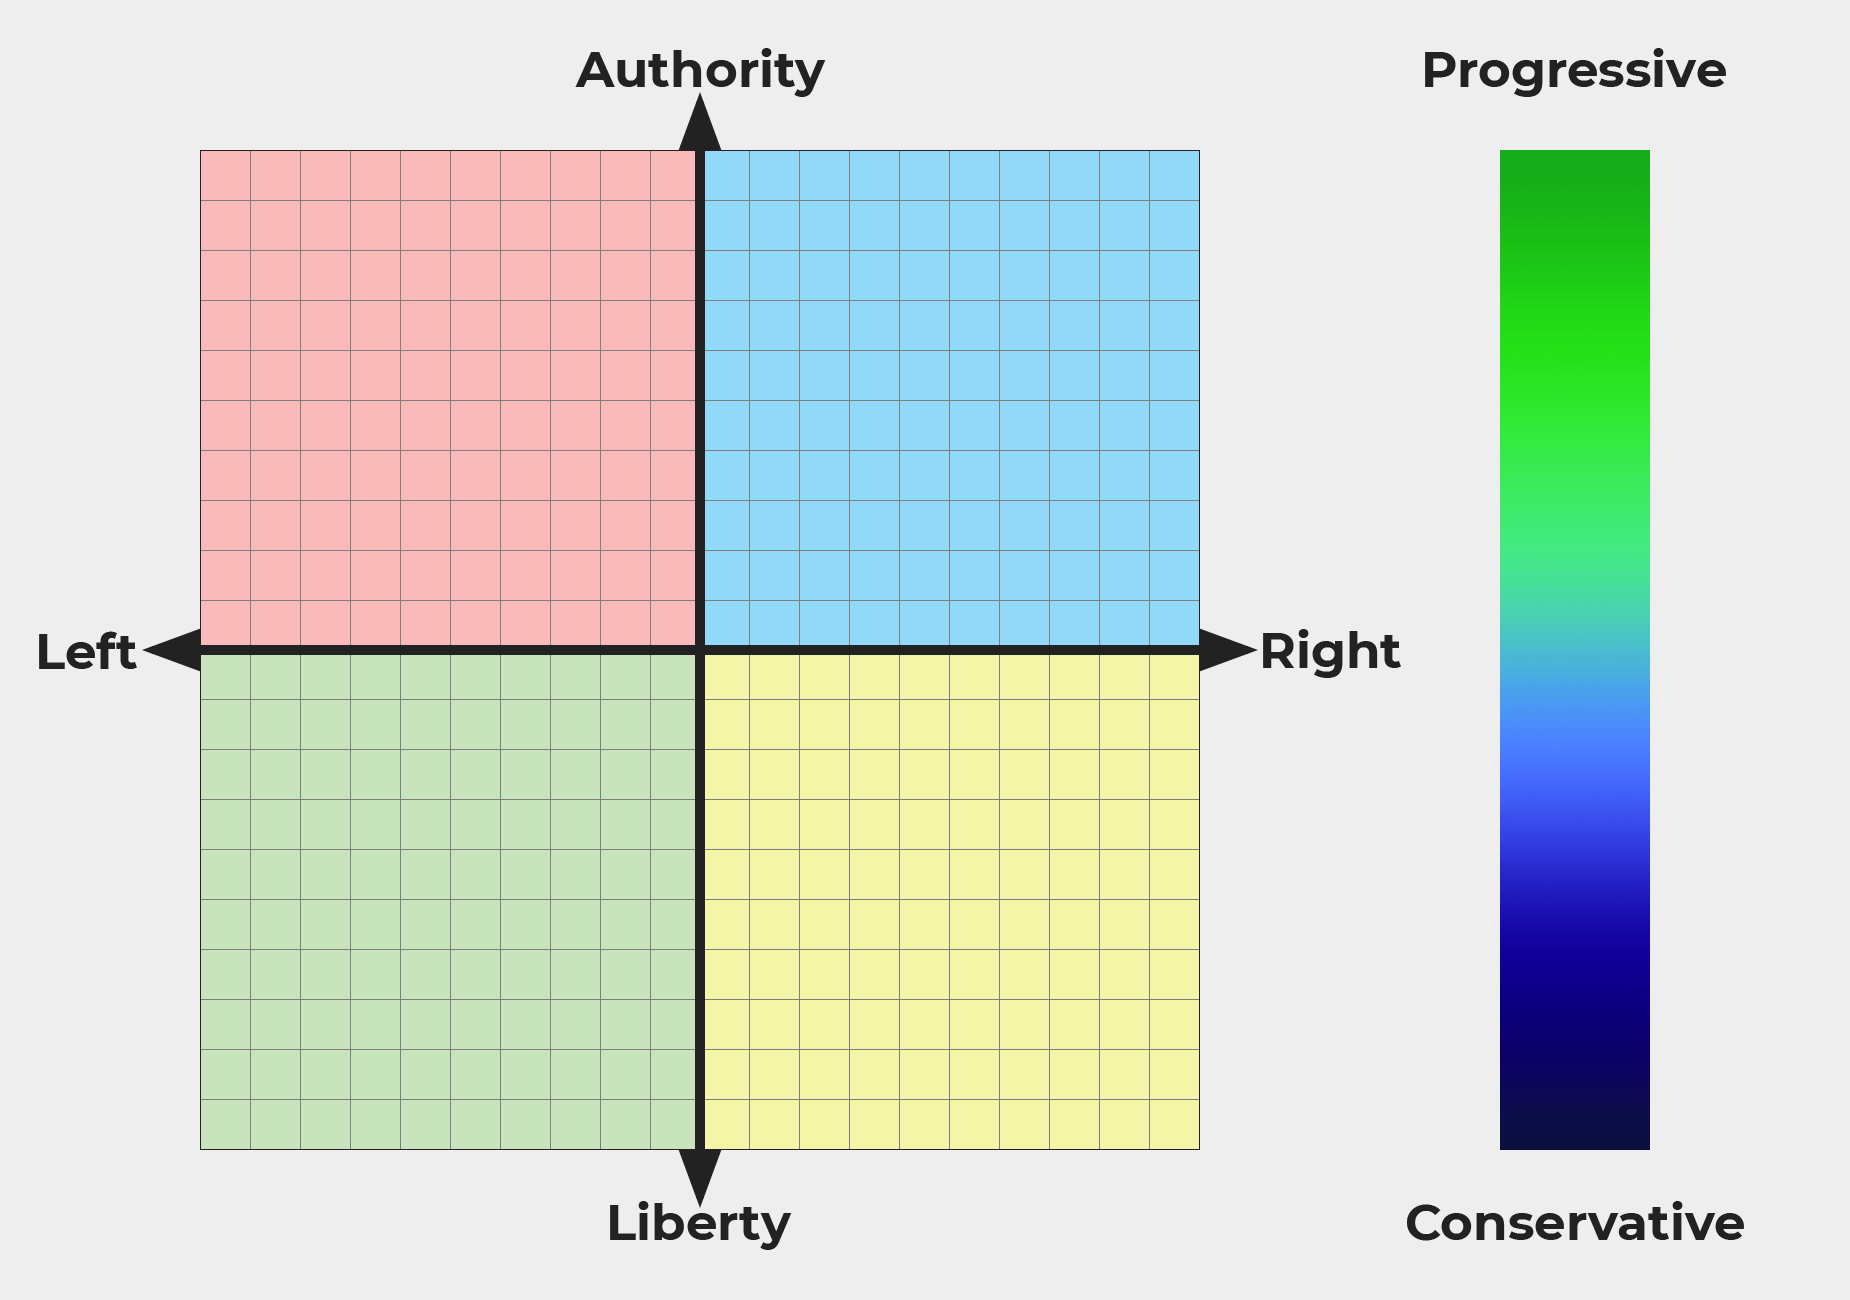 Authority
Progressive
Left
Right
Liberty
Conservative